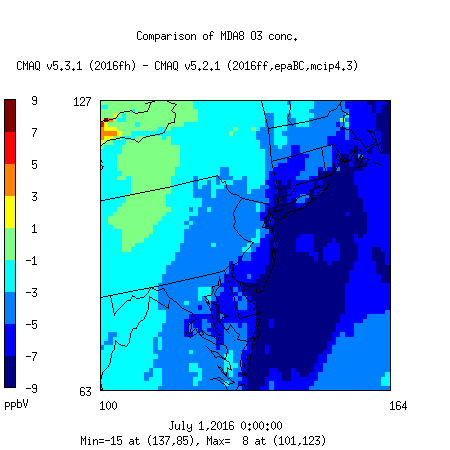 Comparison of MDA8 O3 conc.
CMAQ v5.3.1 (2016fh) - CMAQ v5.2.1 (2016ff,epaBC,mcip4.3)
127
63
9
7
5
3
1
-1
-3
-5
-7
-9
ppbV
100
164
July 1,2016 0:00:00
Min=-15 at (137,85), Max= 8 at (101,123)